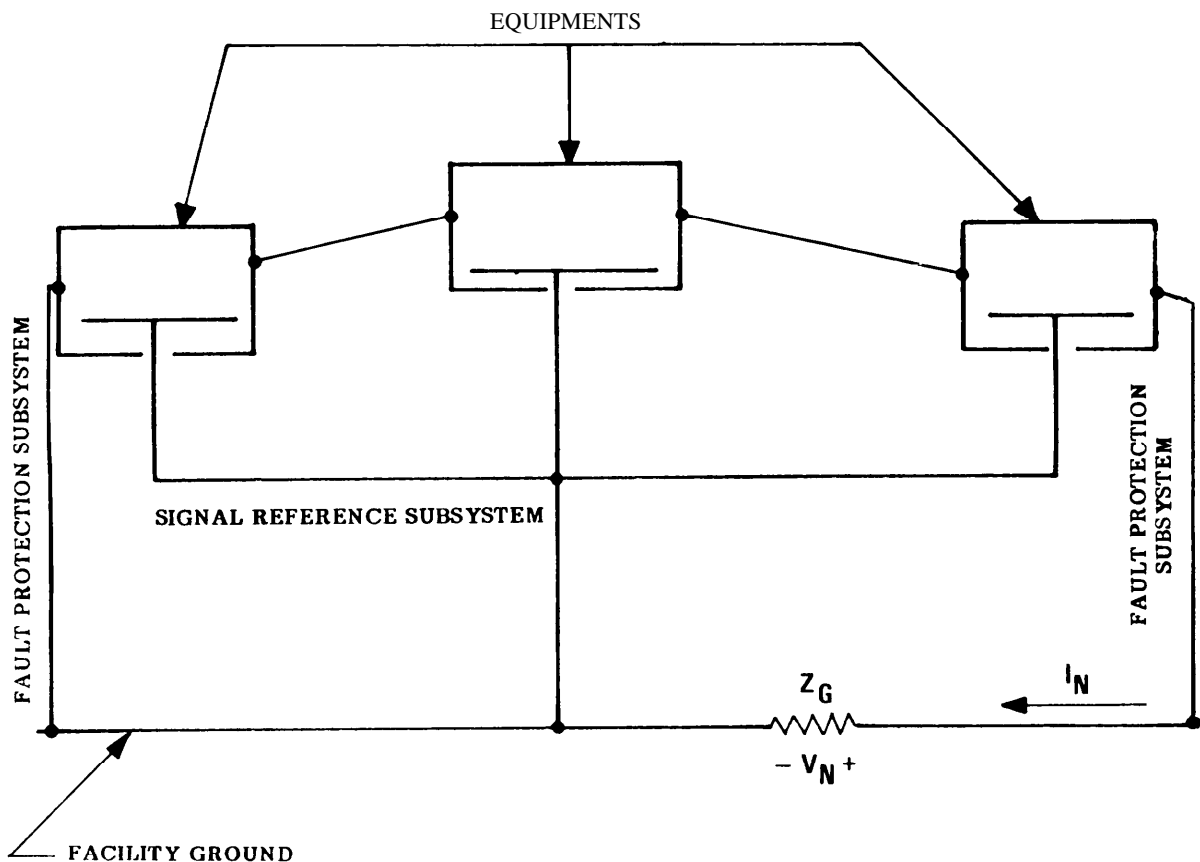 EQUIPMENTS
FAULT PROTECTION SUBSYSTEM
SIGNAL REFERENCE SUBSYSTEM
FAULT PROTECTION
SUBSYSTEM
Z_G
I_N
- V_N +
FACILITY GROUND